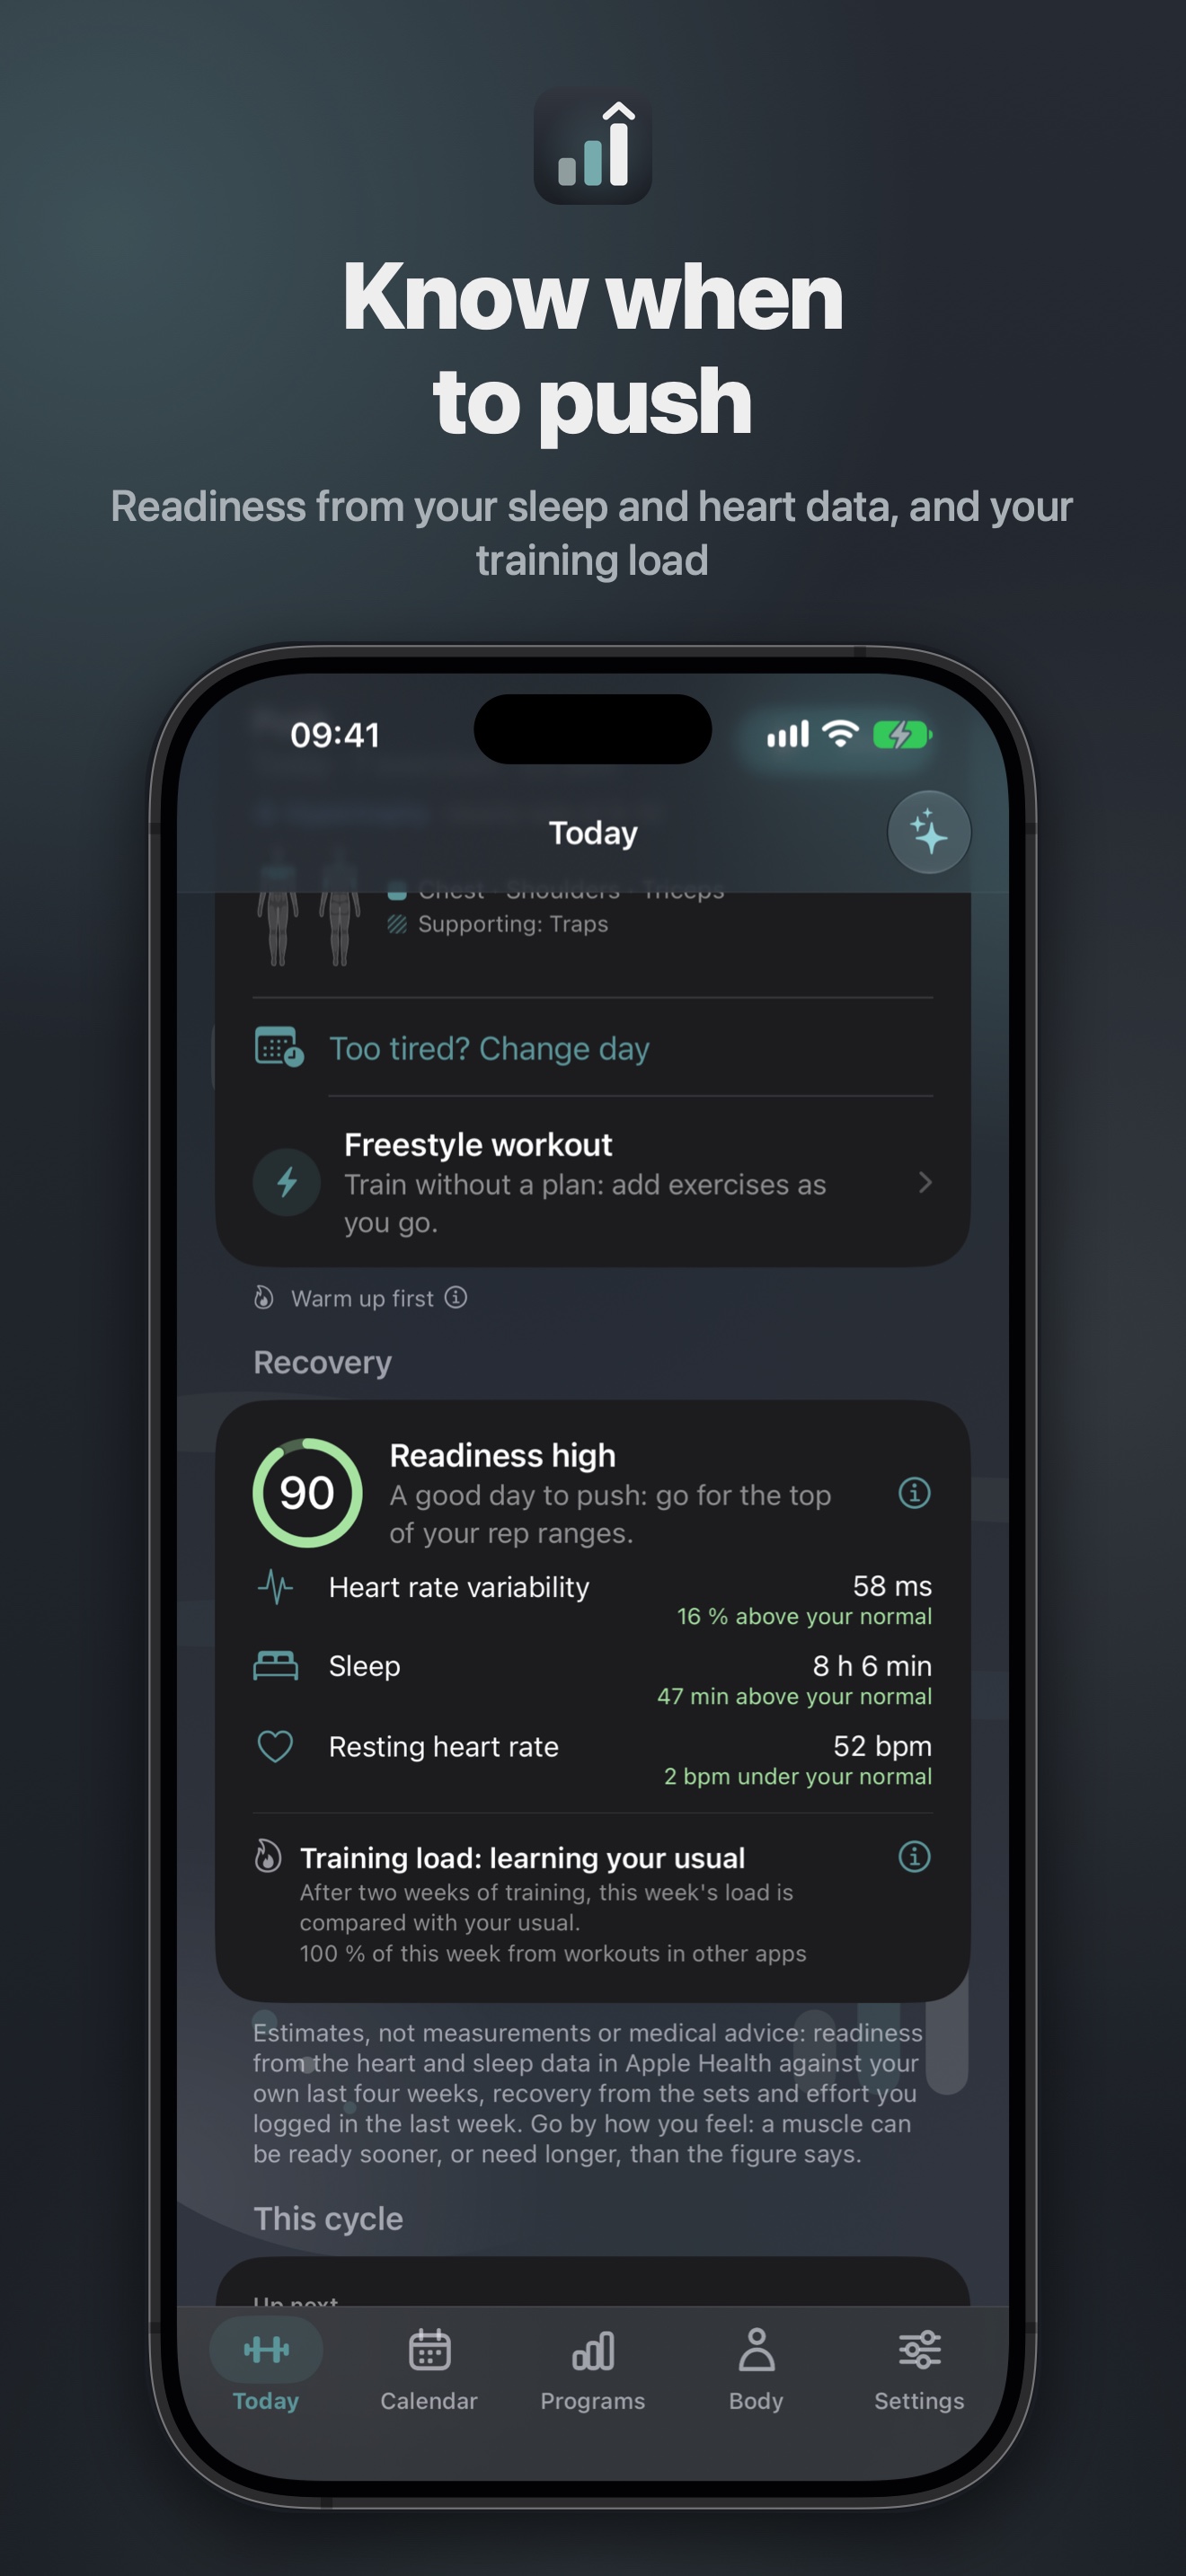 Know when
to push
Readiness from your sleep and heart data, and your
training load
09:41
Today
Chest · Shoulders · Triceps
Supporting: Traps
Too tired? Change day
Freestyle workout
Train without a plan: add exercises as
you go.
Warm up first
Recovery
90
Readiness high
A good day to push: go for the top
of your rep ranges.
Heart rate variability
58 ms
16 % above your normal
Sleep
8 h 6 min
47 min above your normal
Resting heart rate
52 bpm
2 bpm under your normal
Training load: learning your usual
After two weeks of training, this week's load is
compared with your usual.
100 % of this week from workouts in other apps
Estimates, not measurements or medical advice: readiness
from the heart and sleep data in Apple Health against your
own last four weeks, recovery from the sets and effort you
logged in the last week. Go by how you feel: a muscle can
be ready sooner, or need longer, than the figure says.
This cycle
Up next
Today
Calendar
Programs
Body
Settings